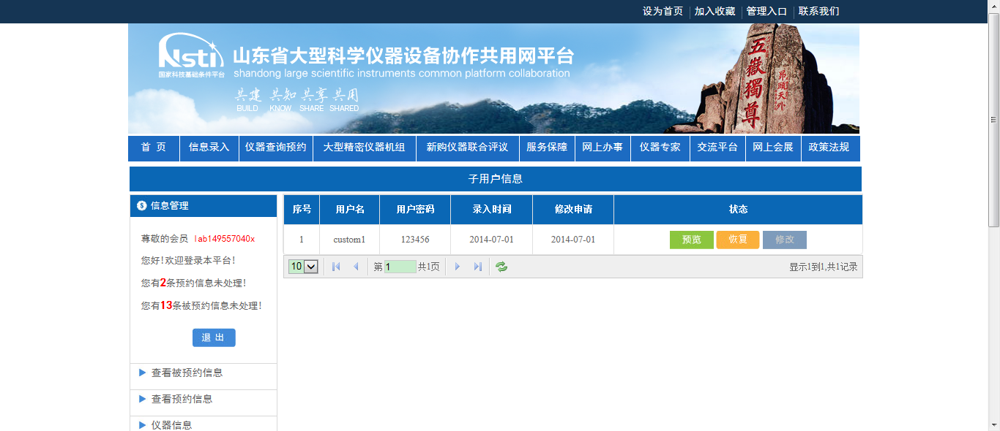 设为首页 加入收藏 管理入口 联系我们
Nsti
国家科技基础条件平台
山东省大型科学仪器设备协作共用网平台
shandong large scientific instruments common platform collaboration
共建 共知 共享 共用
BUILD KNOW SHARE SHARED
五嶽獨尊
昂頭天外
首 页 信息录入 仪器查询预约 大型精密仪器机组 新购仪器联合评议 服务保障 网上办事 仪器专家 交流平台 网上会展 政策法规
子用户信息
信息管理
尊敬的会员 lab149557040x
您好!欢迎登录本平台!
您有2条预约信息未处理!
您有13条被预约信息未处理!
退 出
查看被预约信息
查看预约信息
仪器信息
序号 用户名 用户密码 录入时间 修改申请 状态
1 custom1 123456 2014-07-01 2014-07-01 预览 恢复 修改
10 第 1 共1页 显示1到1,共1记录